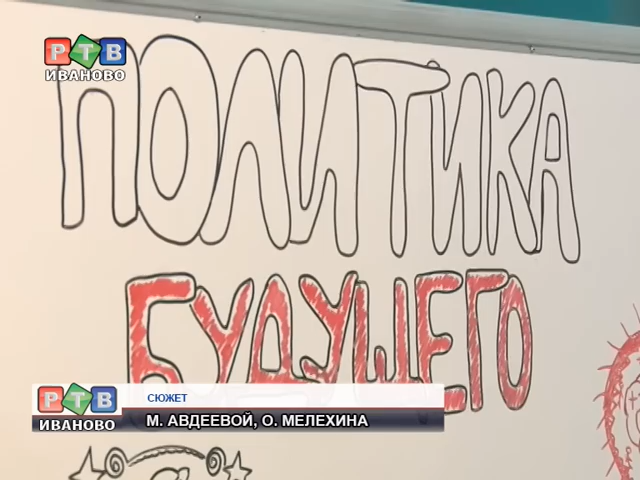 РТВ
ИВАНОВО
ПОЛИТИКА
БУДУЩЕГО
РТВ
ИВАНОВО
СЮЖЕТ
М. АВДЕЕВОЙ, О. МЕЛЕХИНА